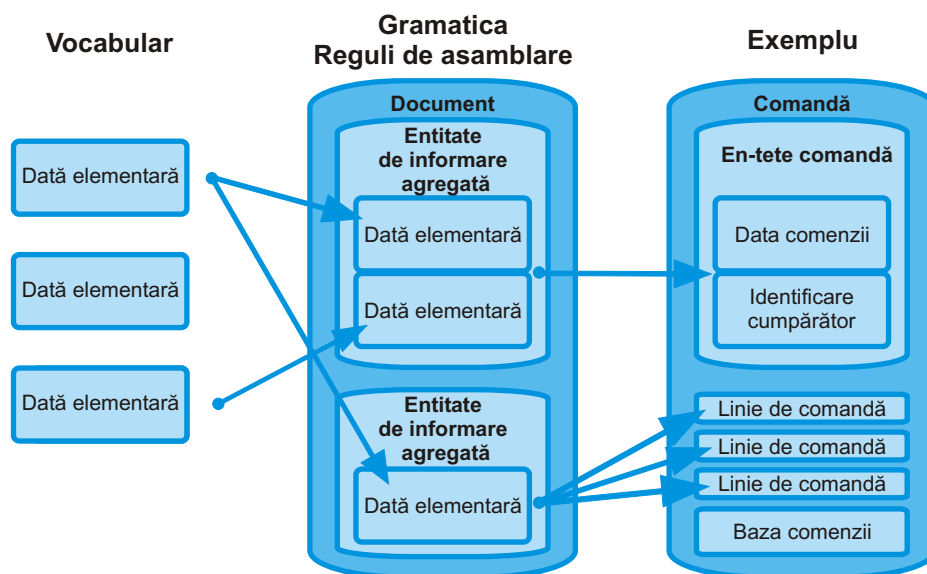 Vocabular
Dată elementară
Dată elementară
Dată elementară
Gramatica
Reguli de asamblare
Document
Entitate
de informare
agregată
Dată elementară
Dată elementară
Entitate
de informare
agregată
Dată elementară
Exemplu
Comandă
En-tete comandă
Data comenzii
Identificare
cumpărător
Linie de comandă
Linie de comandă
Linie de comandă
Baza comenzii